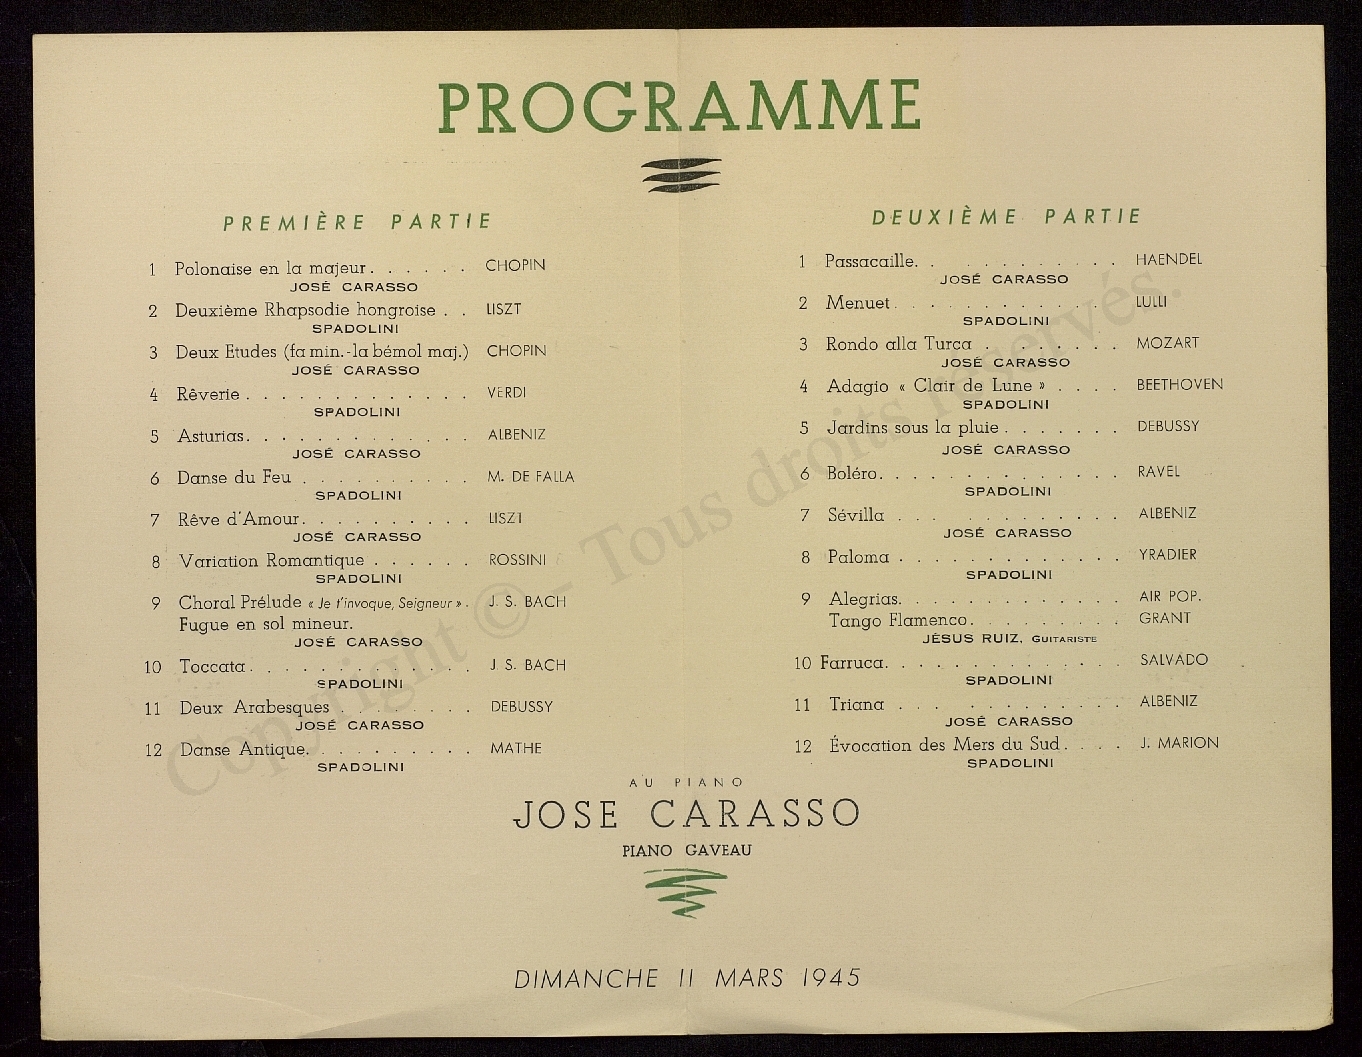 PROGRAMME
PREMIÈRE PARTIE
1 Polonaise en la majeur. . . . . . CHOPIN
JOSÉ CARASSO
2 Deuxième Rhapsodie hongroise . . LISZT
SPADOLINI
3 Deux Etudes (fa min.-la bémol maj.) CHOPIN
JOSÉ CARASSO
4 Rêverie . . . . . . . . . . . . . VERDI
SPADOLINI
5 Asturias. . . . . . . . . . . . . ALBENIZ
JOSÉ CARASSO
6 Danse du Feu . . . . . . . . . . M. DE FALLA
SPADOLINI
7 Rêve d'Amour. . . . . . . . . . LISZT
JOSÉ CARASSO
8 Variation Romantique . . . . . . ROSSINI
SPADOLINI
9 Choral Prélude « Je t'invoque, Seigneur » . J. S. BACH
Fugue en sol mineur.
JOSÉ CARASSO
10 Toccata. . . . . . . . . . . . . J. S. BACH
SPADOLINI
11 Deux Arabesques . . . . . . . . DEBUSSY
JOSÉ CARASSO
12 Danse Antique. . . . . . . . . . MATHE
SPADOLINI
DEUXIÈME PARTIE
1 Passacaille. . . . . . . . . . . . HAENDEL
JOSÉ CARASSO
2 Menuet . . . . . . . . . . . . . LULLI
SPADOLINI
3 Rondo alla Turca . . . . . . . . MOZART
JOSÉ CARASSO
4 Adagio « Clair de Lune » . . . . BEETHOVEN
SPADOLINI
5 Jardins sous la pluie . . . . . . . DEBUSSY
JOSÉ CARASSO
6 Boléro. . . . . . . . . . . . . . RAVEL
SPADOLINI
7 Sévilla . . . . . . . . . . . . ALBENIZ
JOSÉ CARASSO
8 Paloma . . . . . . . . . . . . . YRADIER
SPADOLINI
9 Alegrias. . . . . . . . . . . . . AIR POP.
Tango Flamenco. . . . . . . . . GRANT
JÉSUS RUIZ, GUITARISTE
10 Farruca. . . . . . . . . . . . . . SALVADO
SPADOLINI
11 Triana . . . . . . . . . . . . ALBENIZ
JOSÉ CARASSO
12 Évocation des Mers du Sud. . . . J. MARION
SPADOLINI
AU PIANO
JOSE CARASSO
PIANO GAVEAU
DIMANCHE 11 MARS 1945
Copyright © - Tous droits réservés.